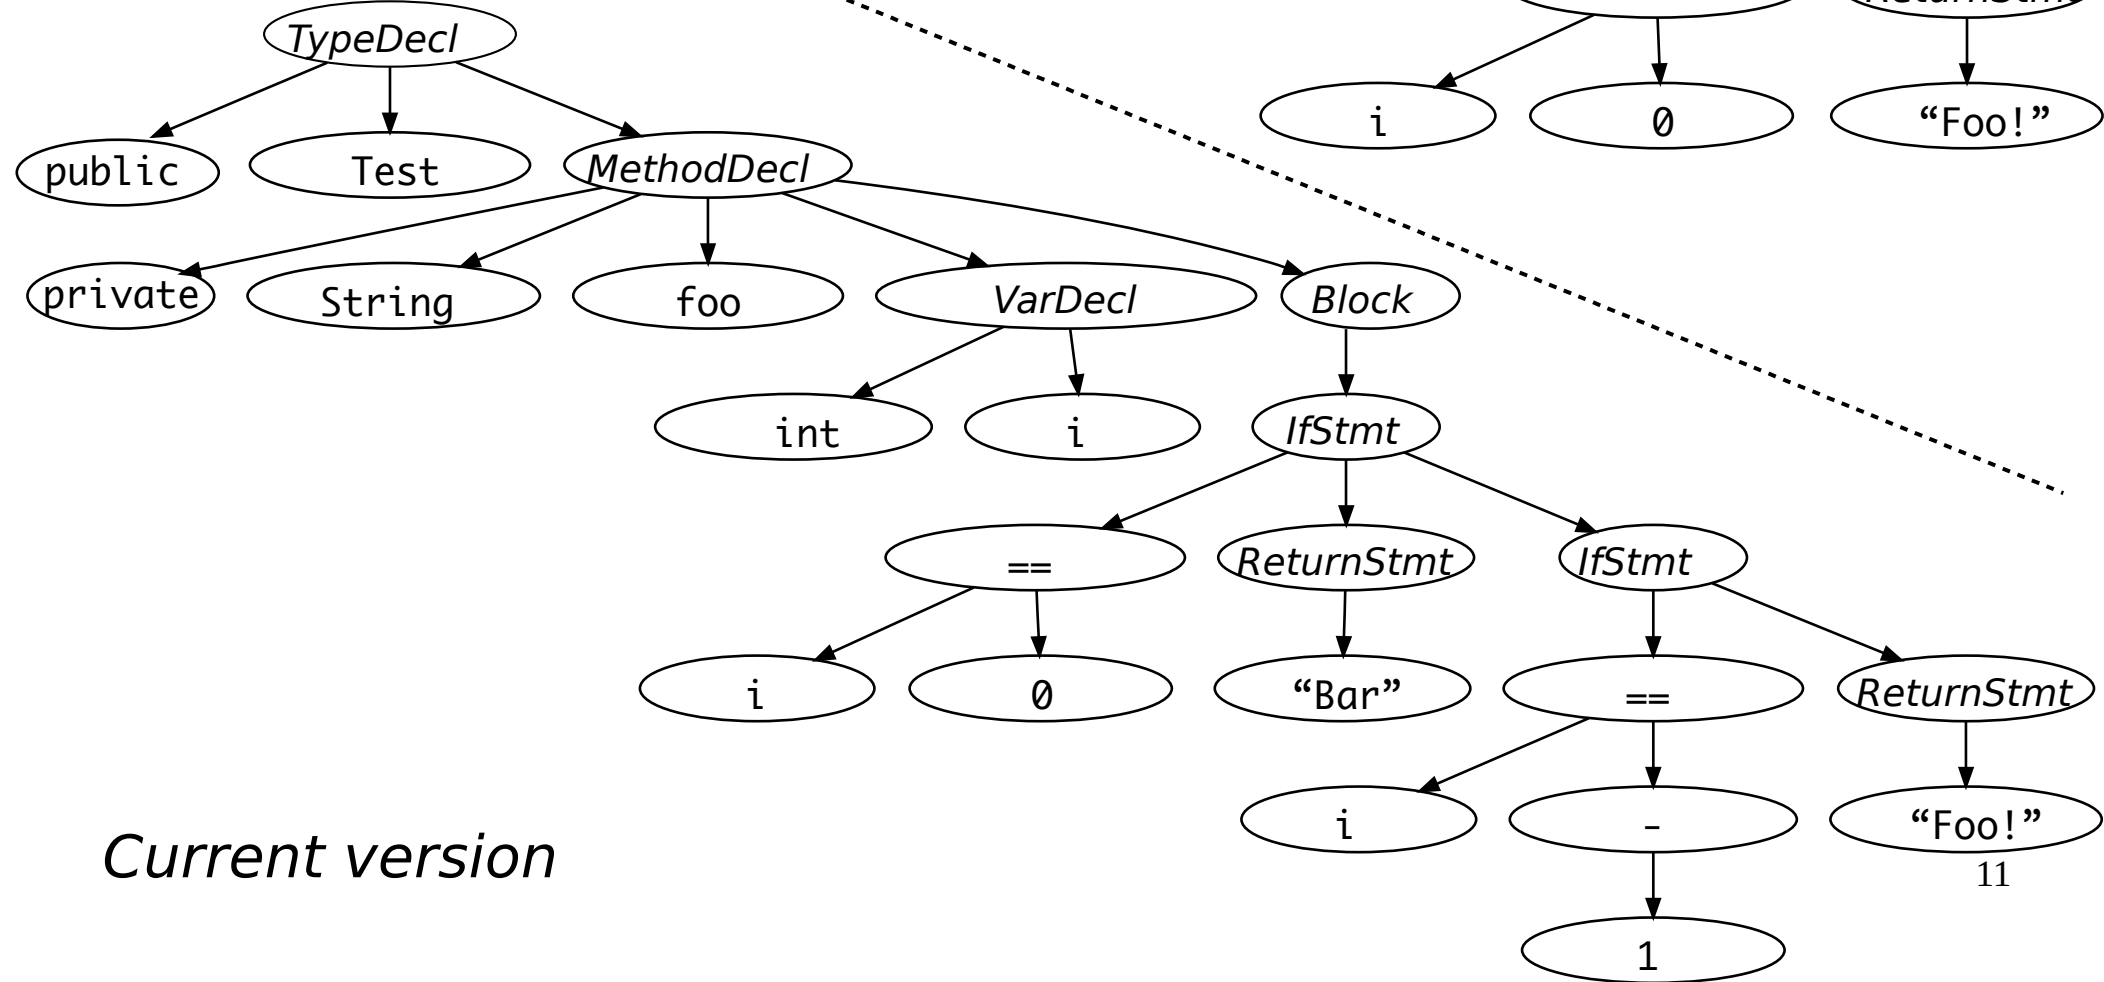 ReturnStmt
TypeDecl
i
0
“Foo!”
public
Test
MethodDecl
private
String
foo
VarDecl
Block
int
i
IfStmt
==
ReturnStmt
IfStmt
i
0
“Bar”
==
ReturnStmt
i
-
“Foo!”
Current version
11
1